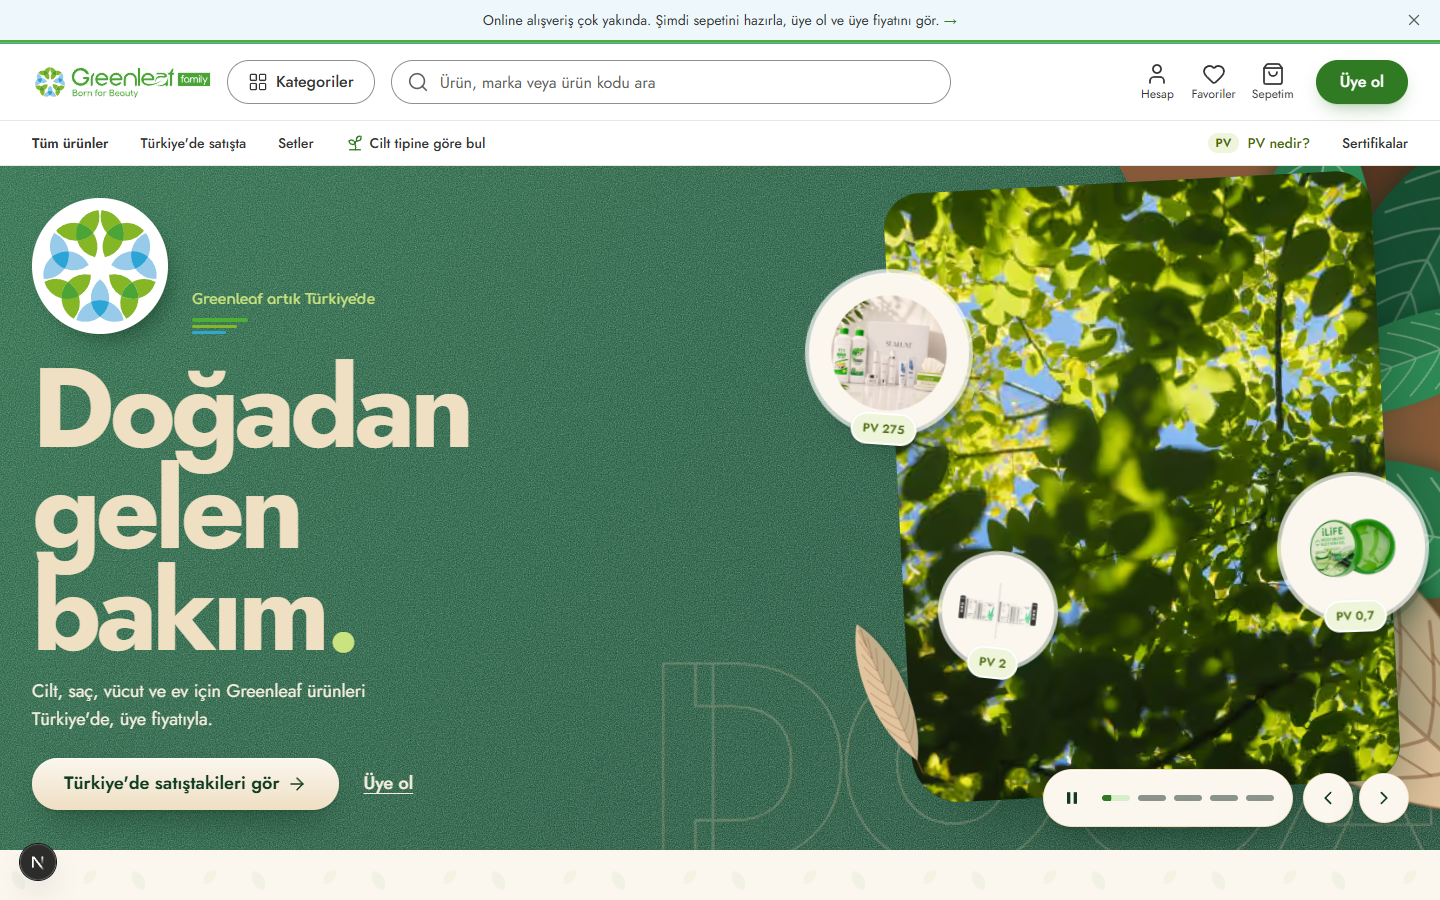 Online alışveriş çok yakında. Şimdi sepetini hazırla, üye ol ve üye fiyatını gör. →
Greenleaf family
Born for Beauty
Kategoriler
Ürün, marka veya ürün kodu ara
Hesap
Favoriler
Sepetim
Üye ol
Tüm ürünler
Türkiye'de satışta
Setler
Cilt tipine göre bul
PV
PV nedir?
Sertifikalar
Greenleaf artık Türkiye'de
Doğadan
gelen
bakım.
PV 275
PV 2
iLiFE
PV 0,7
Cilt, saç, vücut ve ev için Greenleaf ürünleri
Türkiye'de, üye fiyatıyla.
Türkiye'de satıştakileri gör →
Üye ol
N